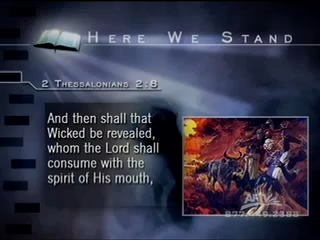 HERE WE STAND
2 THESSALONIANS 2:8
And then shall that
Wicked be revealed,
whom the Lord shall
consume with the
spirit of His mouth,